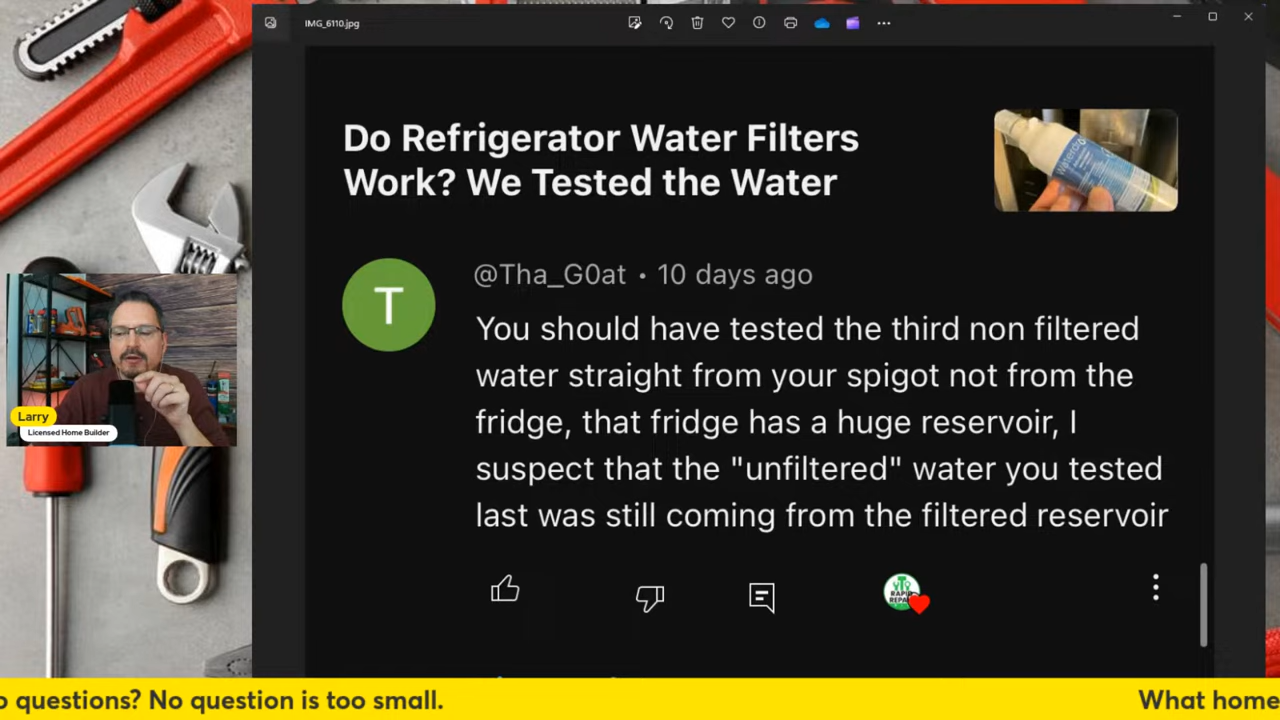 IMG_6110.jpg
Do Refrigerator Water Filters
Work? We Tested the Water
T
@Tha_G0at • 10 days ago
You should have tested the third non filtered
water straight from your spigot not from the
fridge, that fridge has a huge reservoir, I
suspect that the "unfiltered" water you tested
last was still coming from the filtered reservoir
RAPID
Larry
Licensed Home Builder
o questions? No question is too small.
What home